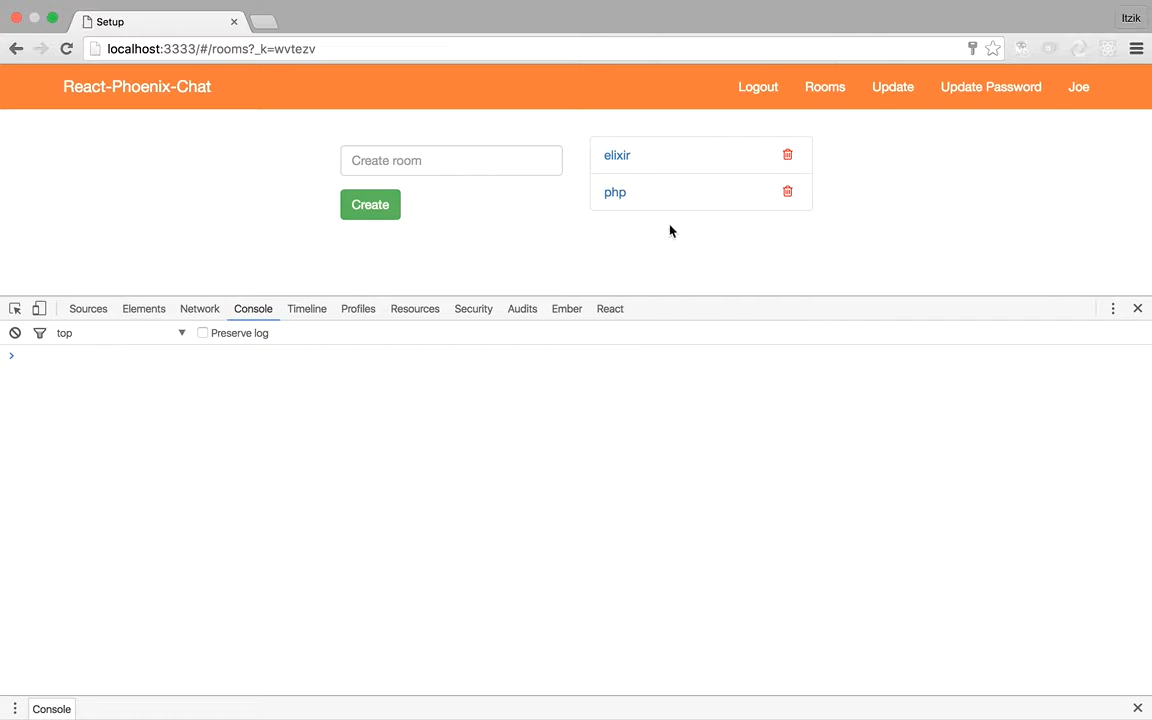 Setup
Itzik
localhost:3333/#/rooms?_k=wvtezv
React-Phoenix-Chat Logout Rooms Update Update Password Joe
Create room
Create
elixir
php
Sources Elements Network Console Timeline Profiles Resources Security Audits Ember React
top Preserve log
Console